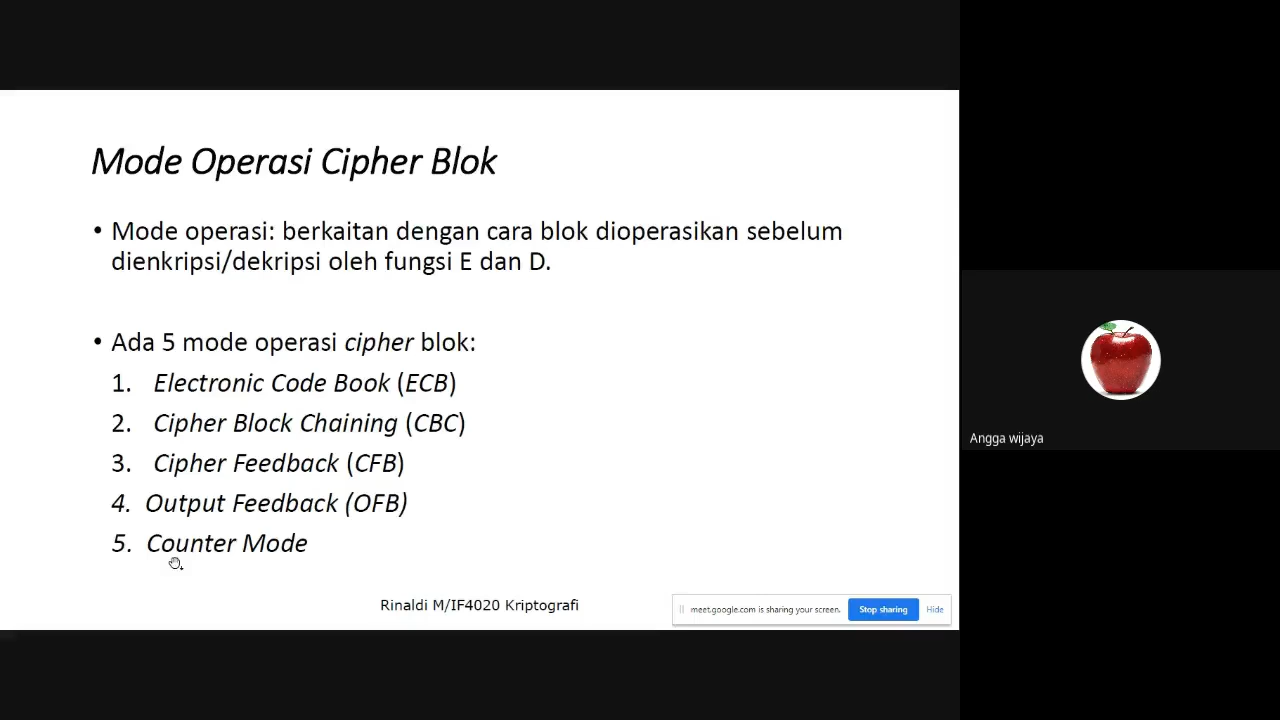 Mode Operasi Cipher Blok
• Mode operasi: berkaitan dengan cara blok dioperasikan sebelum
dienkripsi/dekripsi oleh fungsi E dan D.
• Ada 5 mode operasi cipher blok:
1. Electronic Code Book (ECB)
2. Cipher Block Chaining (CBC)
3. Cipher Feedback (CFB)
4. Output Feedback (OFB)
5. Counter Mode
Rinaldi M/IF4020 Kriptografi
meet.google.com is sharing your screen.
Stop sharing
Hide
Angga wijaya